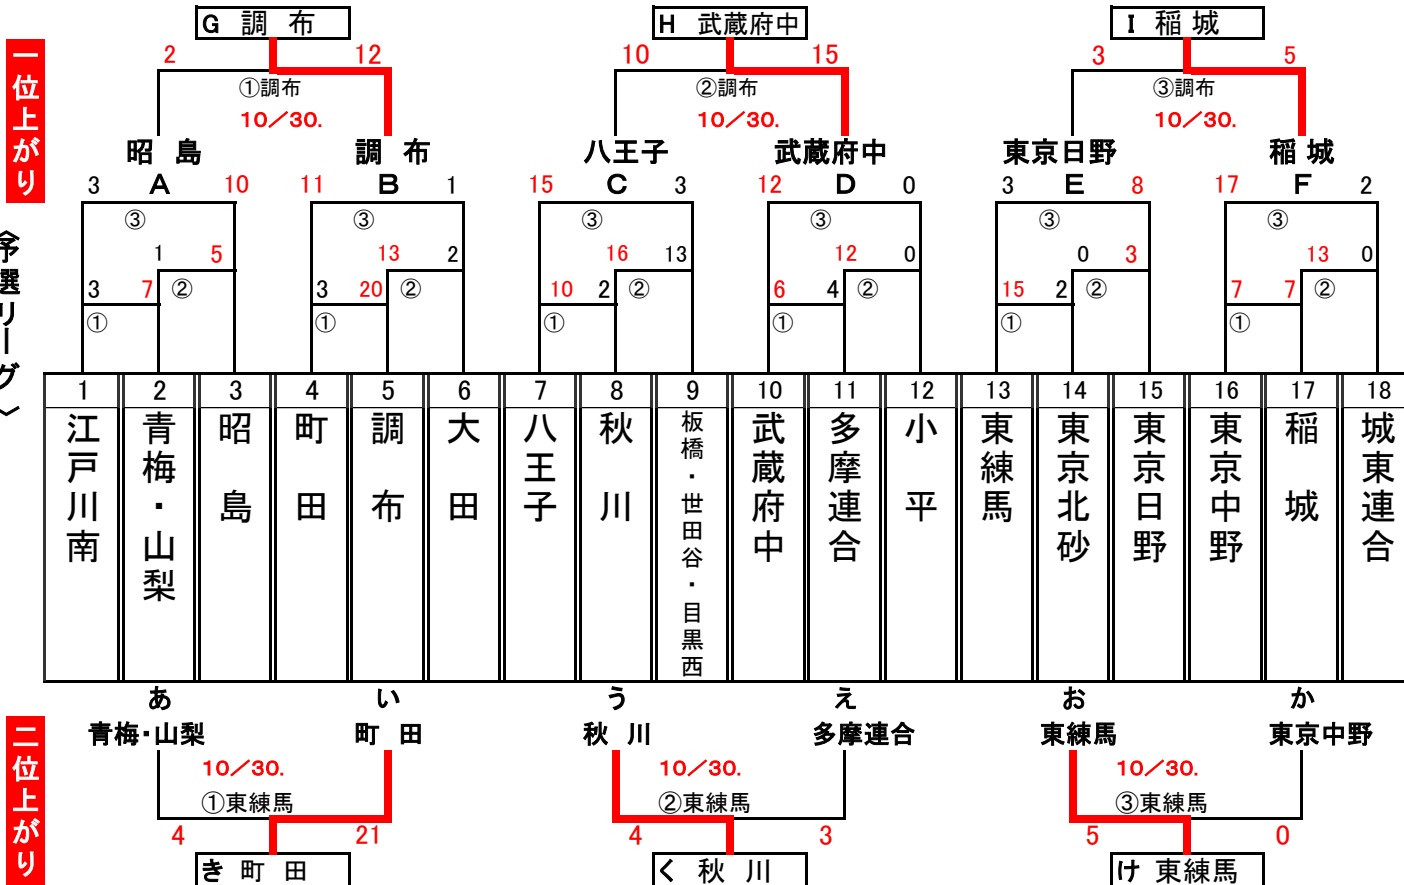 G 調 布
H 武蔵府中
I 稲 城
一位上がり
2 12
10 15
3 5
①調布
②調布
③調布
10／30.
10／30.
10／30.
昭 島
調 布
八王子
武蔵府中
東京日野
稲 城
3 A 10
11 B 1
15 C 3
12 D 0
3 E 8
17 F 2
③ ③ ③ ③ ③ ③
〈予選リーグ〉
1 5
13 2
16 13
12 0
0 3
13 0
3 7 ②
3 20 ②
10 2 ②
6 4 ②
15 2 ②
7 7 ②
① ① ① ① ① ①
1 2 3 4 5 6 7 8 9 10 11 12 13 14 15 16 17 18
江戸川南
青梅・山梨
昭島
町田
調布
大田
八王子
秋川
板橋・世田谷・目黒西
武蔵府中
多摩連合
小平
東練馬
東京北砂
東京日野
東京中野
稲城
城東連合
あ い う え お か
二位上がり
青梅・山梨
町 田
秋 川
多摩連合
東練馬
東京中野
10／30.
10／30.
10／30.
①東練馬
②東練馬
③東練馬
4 21
4 3
5 0
き 町 田
く 秋 川
け 東練馬